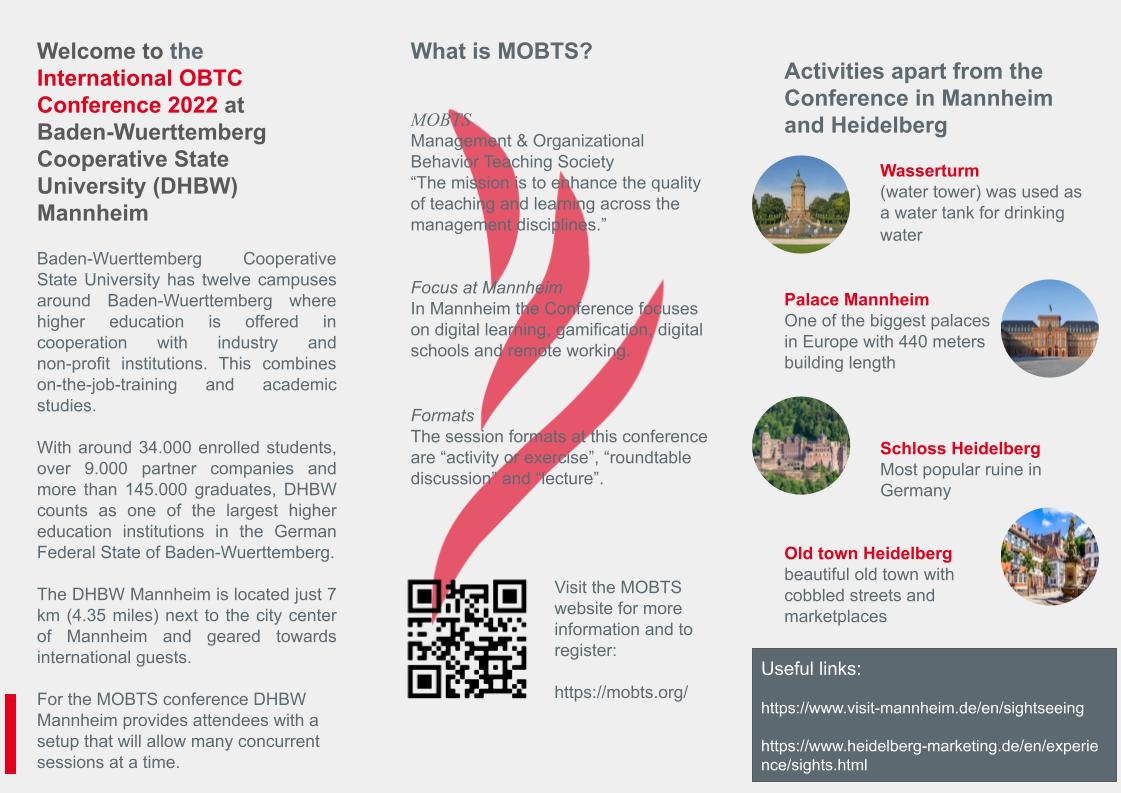 Welcome to the
International OBTC
Conference 2022 at
Baden-Wuerttemberg
Cooperative State
University (DHBW)
Mannheim
Baden-Wuerttemberg Cooperative
State University has twelve campuses
around Baden-Wuerttemberg where
higher education is offered in
cooperation with industry and
non-profit institutions. This combines
on-the-job-training and academic
studies.
With around 34.000 enrolled students,
over 9.000 partner companies and
more than 145.000 graduates, DHBW
counts as one of the largest higher
education institutions in the German
Federal State of Baden-Wuerttemberg.
The DHBW Mannheim is located just 7
km (4.35 miles) next to the city center
of Mannheim and geared towards
international guests.
For the MOBTS conference DHBW
Mannheim provides attendees with a
setup that will allow many concurrent
sessions at a time.
What is MOBTS?
MOBTS
Management & Organizational
Behavior Teaching Society
“The mission is to enhance the quality
of teaching and learning across the
management disciplines.”
Focus at Mannheim
In Mannheim the Conference focuses
on digital learning, gamification, digital
schools and remote working.
Formats
The session formats at this conference
are “activity or exercise”, “roundtable
discussion” and “lecture”.
Visit the MOBTS
website for more
information and to
register:
https://mobts.org/
Activities apart from the
Conference in Mannheim
and Heidelberg
Wasserturm
(water tower) was used as
a water tank for drinking
water
Palace Mannheim
One of the biggest palaces
in Europe with 440 meters
building length
Schloss Heidelberg
Most popular ruine in
Germany
Old town Heidelberg
beautiful old town with
cobbled streets and
marketplaces
Useful links:
https://www.visit-mannheim.de/en/sightseeing
https://www.heidelberg-marketing.de/en/experie
nce/sights.html